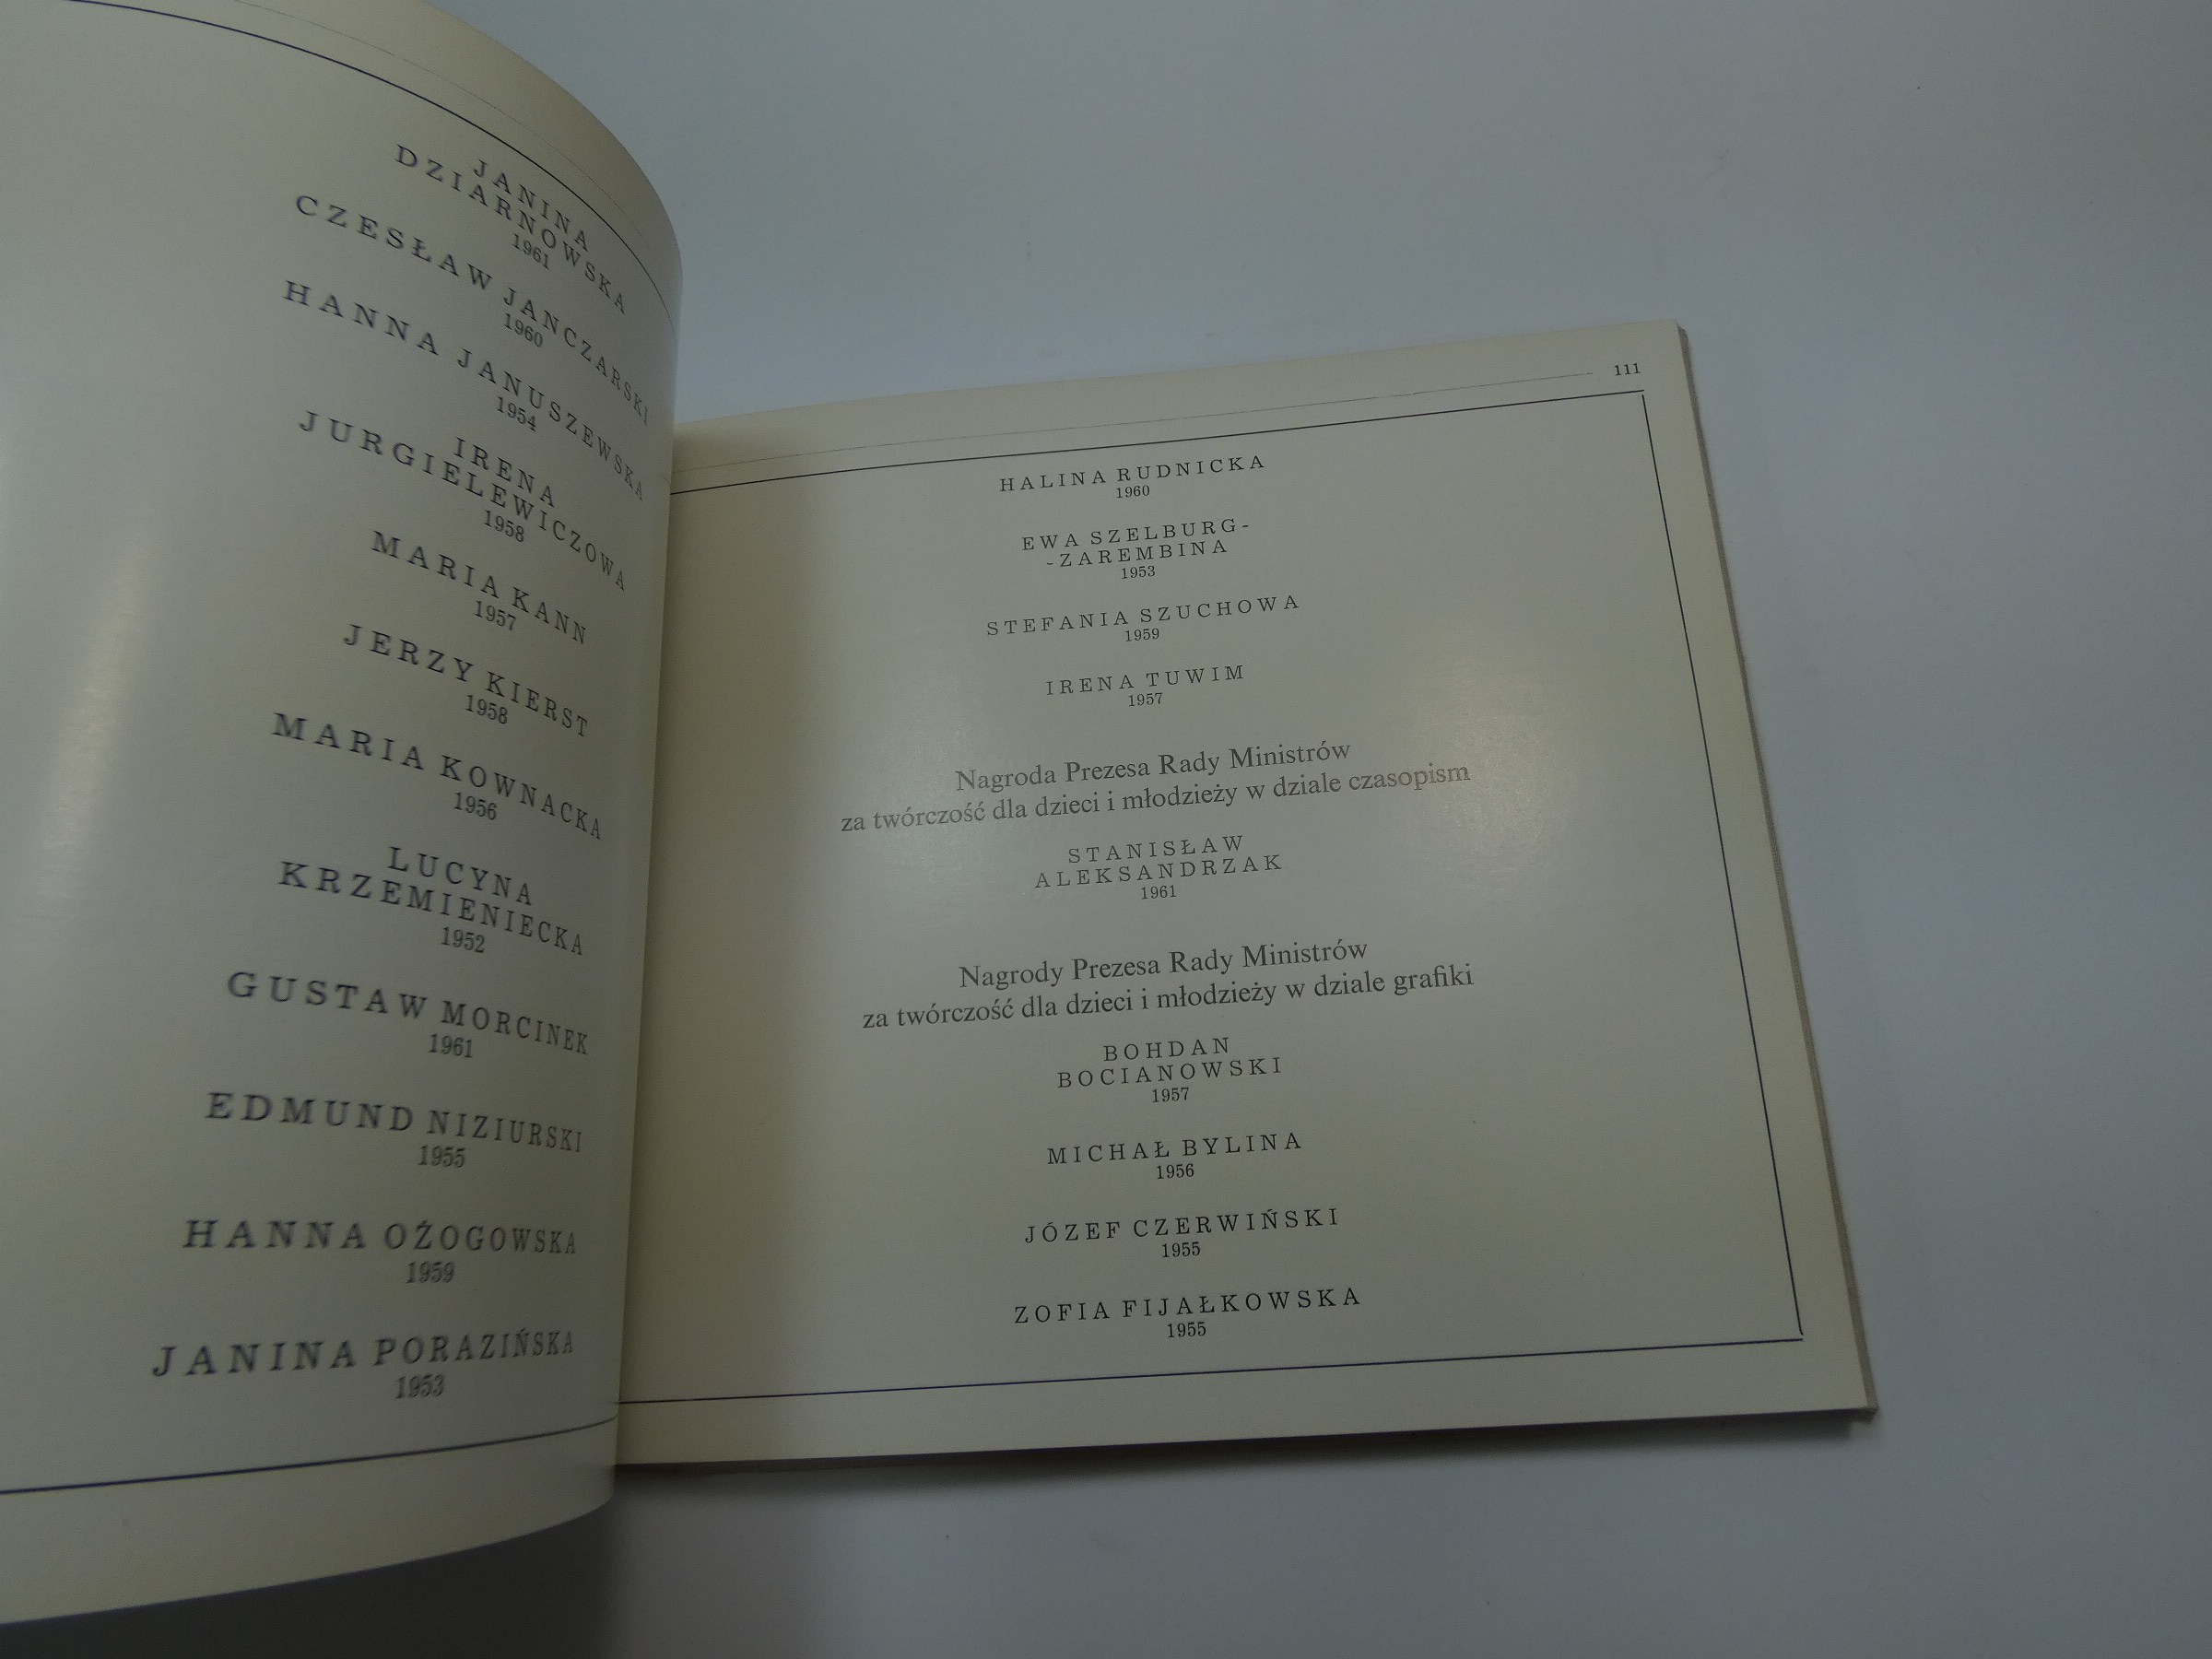 JANINA
DZIARNOWSKA
1961
CZESŁAW JANCZARSKI
1960
HANNA JANUSZEWSKA
1954
IRENA
JURGIELEWICZOWA
1958
MARIA KANN
1957
JERZY KIERST
1958
MARIA KOWNACKA
1956
LUCYNA
KRZEMIENIECKA
1952
GUSTAW MORCINEK
1961
EDMUND NIZIURSKI
1955
HANNA OŻOGOWSKA
1959
JANINA PORAZIŃSKA
1953
111
HALINA RUDNICKA
1960
EWA SZELBURG-
-ZAREMBINA
1953
STEFANIA SZUCHOWA
1959
IRENA TUWIM
1957
Nagroda Prezesa Rady Ministrów
za twórczość dla dzieci i młodzieży w dziale czasopism
STANISŁAW
ALEKSANDRZAK
1961
Nagrody Prezesa Rady Ministrów
za twórczość dla dzieci i młodzieży w dziale grafiki
BOHDAN
BOCIANOWSKI
1957
MICHAŁ BYLINA
1956
JÓZEF CZERWIŃSKI
1955
ZOFIA FIJAŁKOWSKA
1955